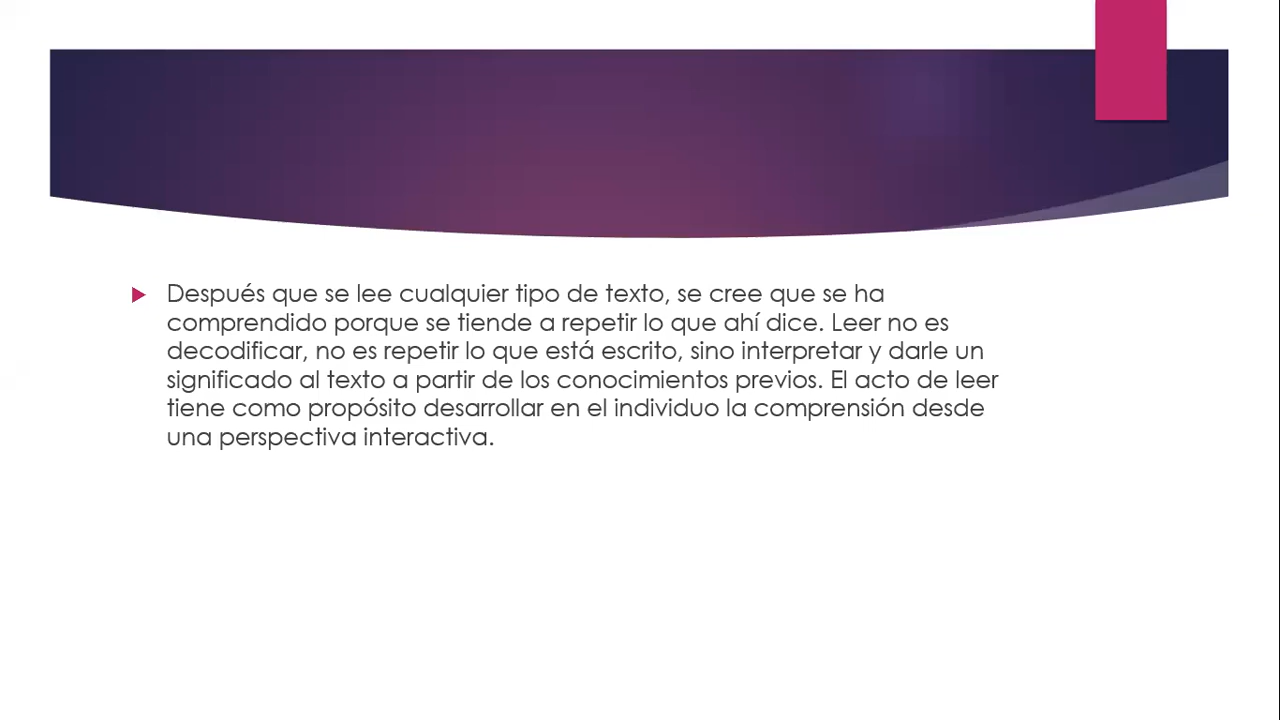 Después que se lee cualquier tipo de texto, se cree que se ha
comprendido porque se tiende a repetir lo que ahí dice. Leer no es
decodificar, no es repetir lo que está escrito, sino interpretar y darle un
significado al texto a partir de los conocimientos previos. El acto de leer
tiene como propósito desarrollar en el individuo la comprensión desde
una perspectiva interactiva.